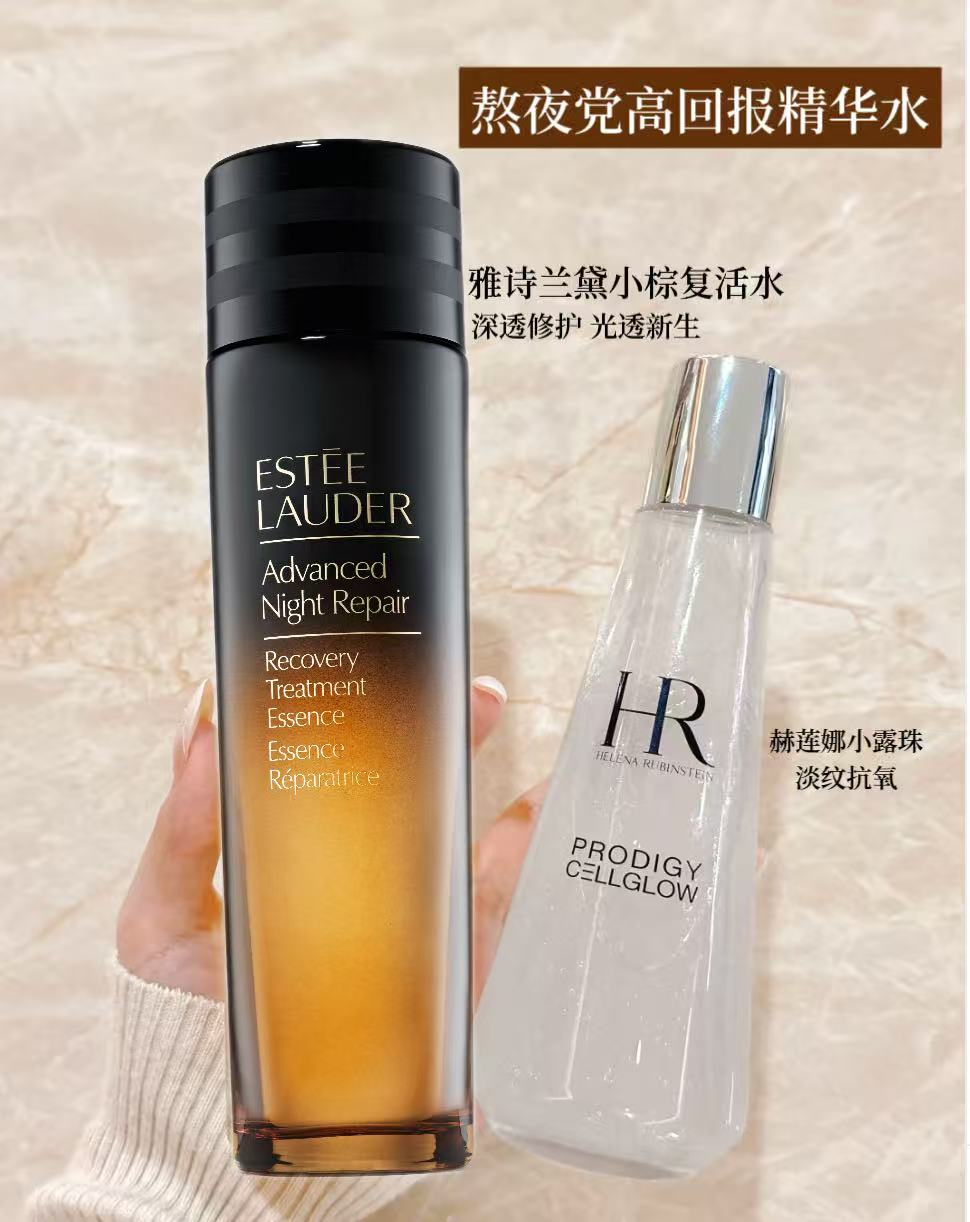 熬夜党高回报精华水
雅诗兰黛小棕复活水
深透修护 光透新生
ESTĒE
LAUDER
Advanced
Night Repair
Recovery
Treatment
Essence
Essence
Réparatrice
HR
HELENA RUBINSTEIN
PRODIGY
CELLGLOW
赫莲娜小露珠
淡纹抗氧